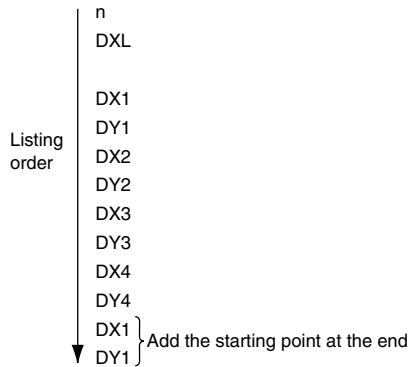 n
DXL
DX1
DY1
Listing
order
DX2
DY2
DX3
DY3
DX4
DY4
DX1
Add the starting point at the end
DY1